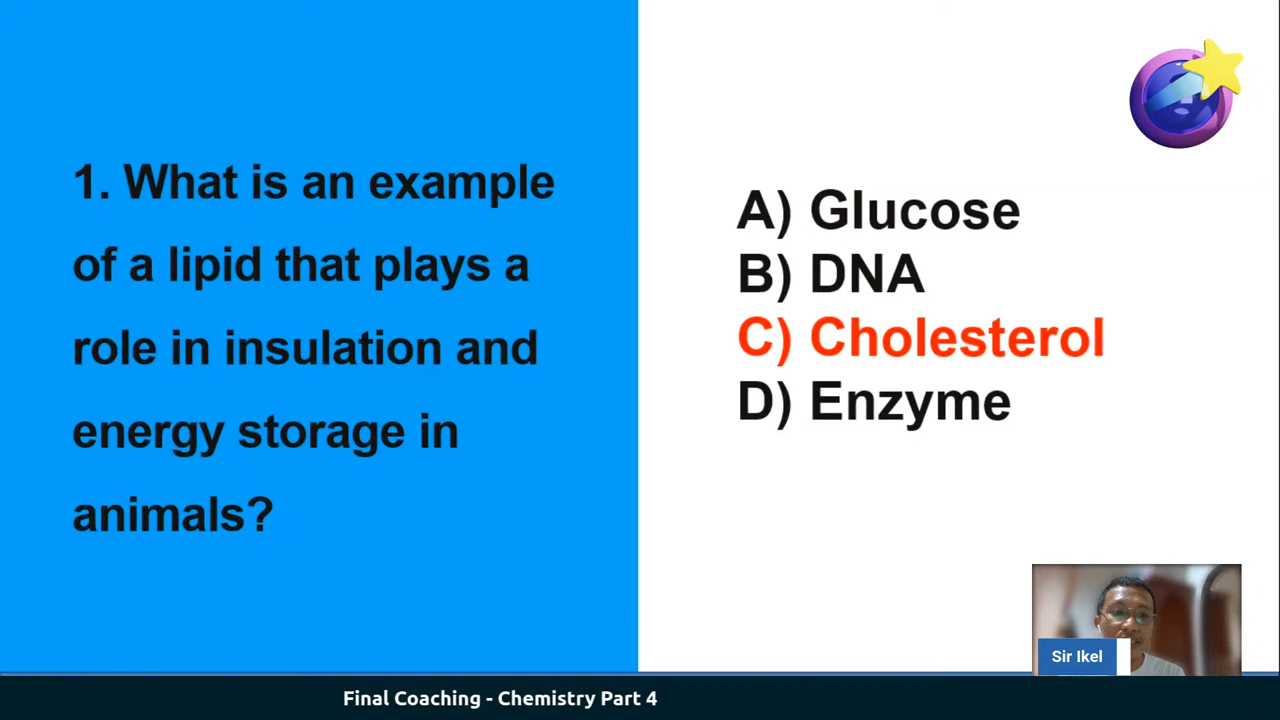 1. What is an example
of a lipid that plays a
role in insulation and
energy storage in
animals?
A) Glucose
B) DNA
C) Cholesterol
D) Enzyme
Sir Ikel
Final Coaching - Chemistry Part 4